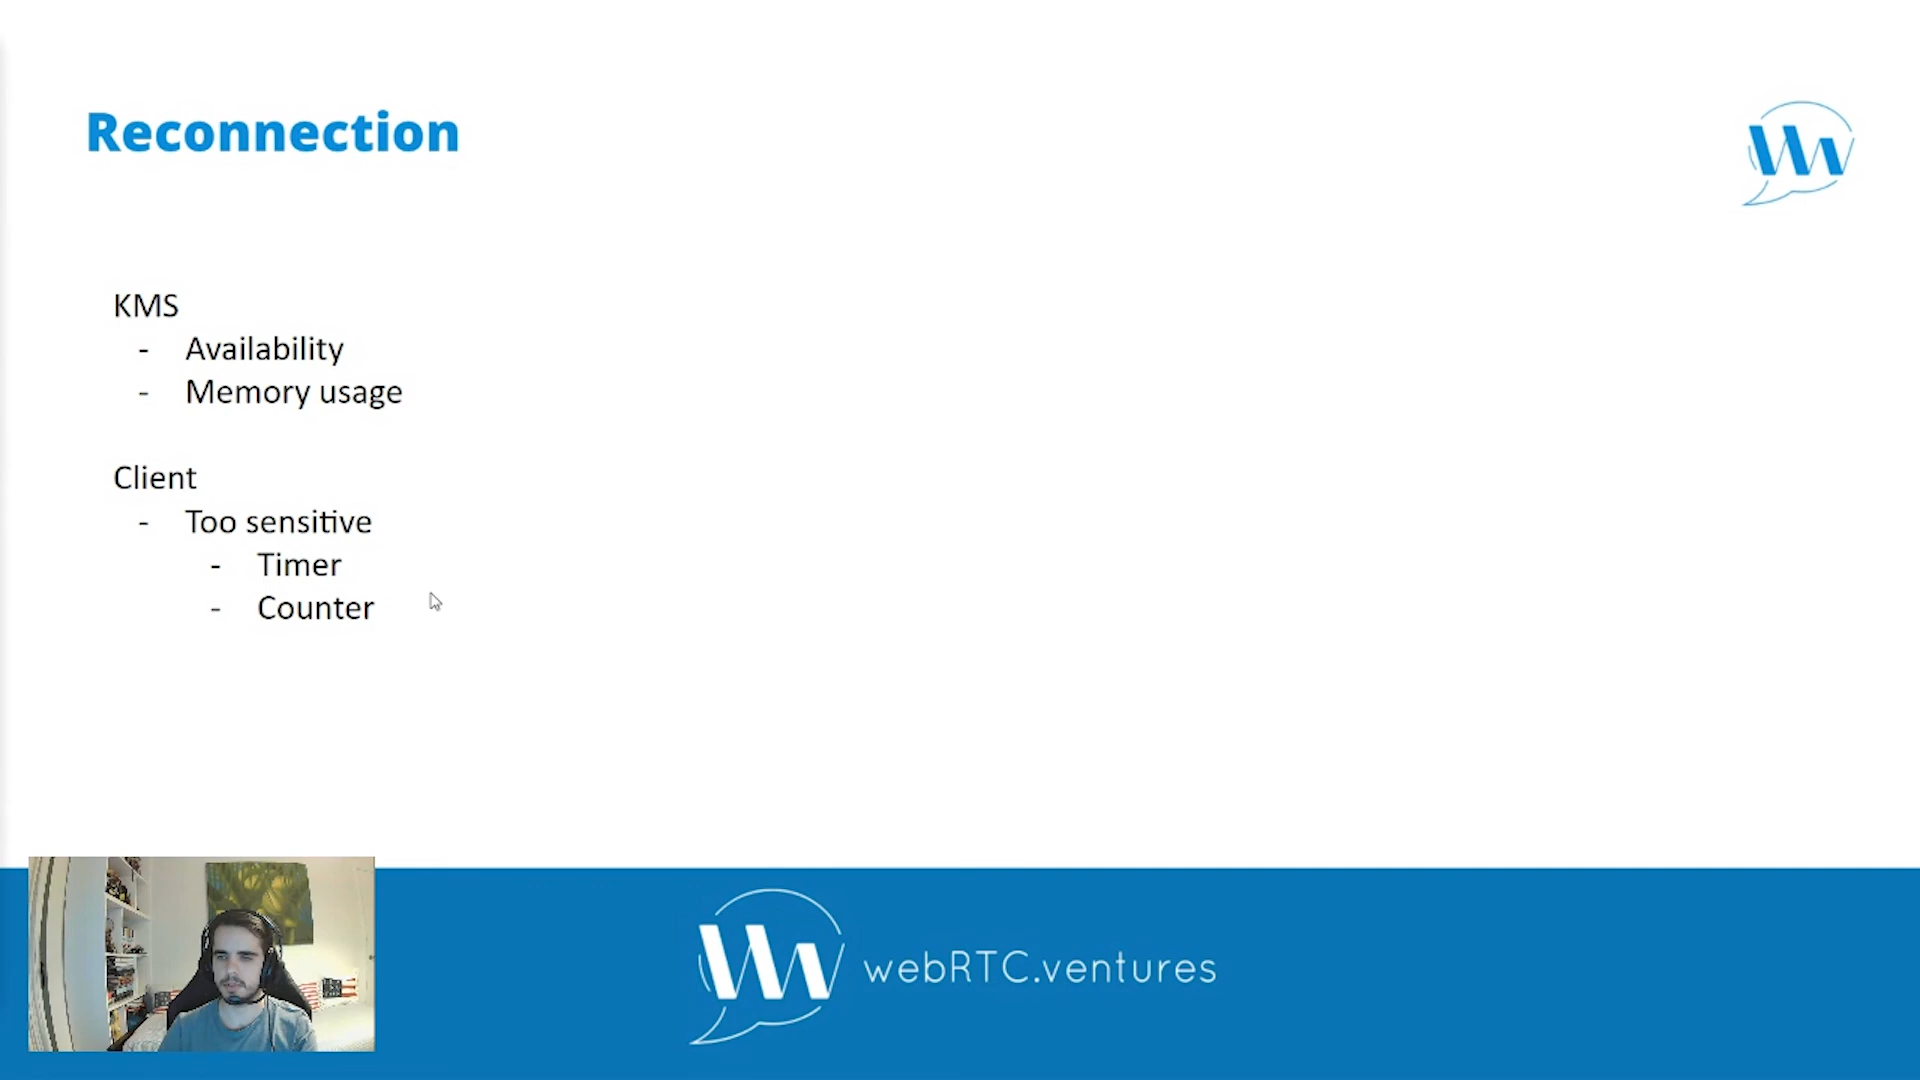 Reconnection
KMS
- Availability
- Memory usage
Client
- Too sensitive
- Timer
- Counter
webRTC.ventures